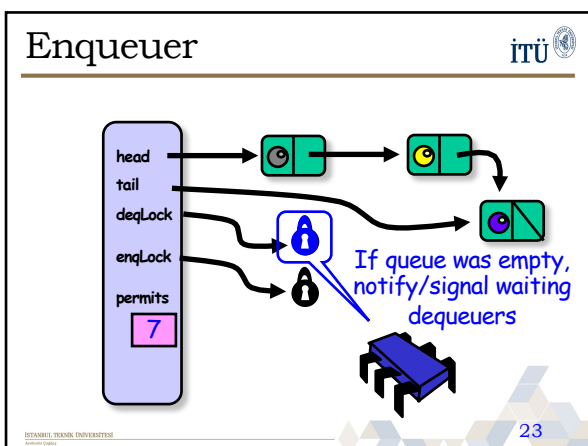 Enqueuer
İTÜ
head
tail
deqLock
enqLock
permits
7
If queue was empty,
notify/signal waiting
dequeuers
İSTANBUL TEKNİK ÜNİVERSİTESİ
23